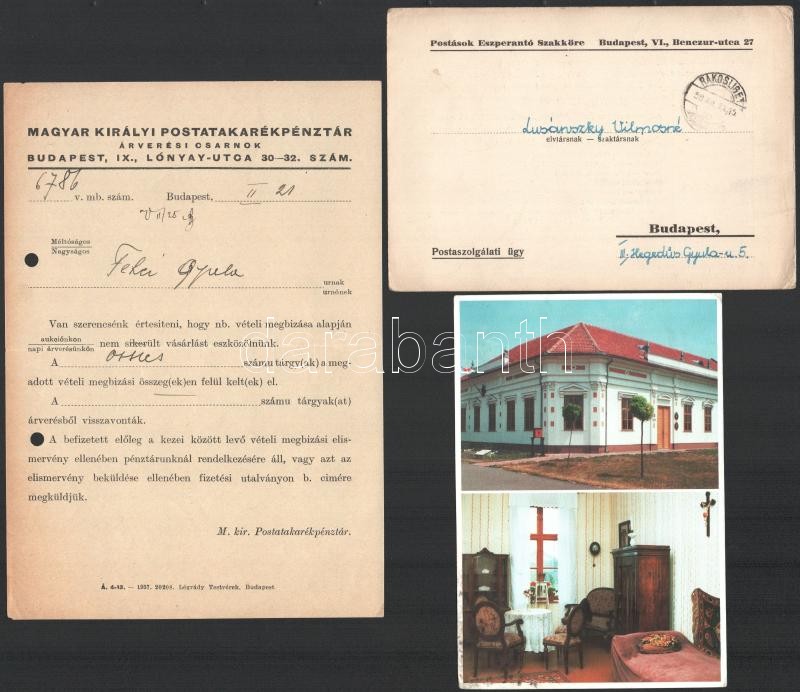 MAGYAR KIRÁLYI POSTATAKARÉKPÉNZTÁR
ÁRVERÉSI CSARNOK
BUDAPEST, IX., LÓNYAY-UTCA 30—32. SZÁM.
6786 v. mb. szám. Budapest, II 21
Méltóságos
Nagyságos
Gyula
urnak
urnőnek
Van szerencsénk értesíteni, hogy nb. vételi megbizása alapján
aukciónkon
napi árverésünkön
nem sikerült vásárlást eszközölnünk.
A összes számu tárgy(ak) a meg-
adott vételi megbizási összeg(ek)en felül kelt(ek) el.
A számu tárgyak(at)
árverésből visszavonták.
A befizetett előleg a kezei között levő vételi megbizási elis-
mervény ellenében pénztárunknál rendelkezésére áll, vagy azt az
elismervény beküldése ellenében fizetési utalványon b. cimére
megküldjük.
M. kir. Postatakarékpénztár.
Á. 4-13. — 1937. 20208. Légrády Testvérek, Budapest
Postások Eszperantó Szakköre Budapest, VI., Benczur-utca 27
RÁKOSLIGET
Vilmosné
elvtársnak — Szaktársnak
Budapest,
Postaszolgálati ügy
Hegedűs Gyula-u. 5.
darabanth